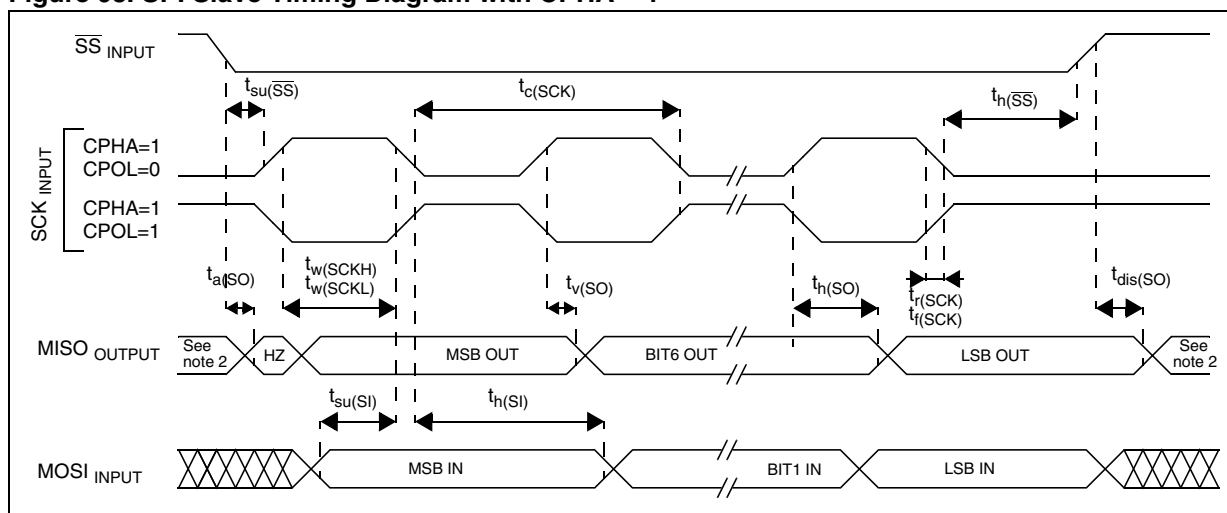 SS INPUT
tsu(SS)
tc(SCK)
th(SS)
SCK INPUT
CPHA=1
CPOL=0
CPHA=1
CPOL=1
ta(SO)
tw(SCKH)
tw(SCKL)
tv(SO)
th(SO)
tr(SCK)
tf(SCK)
tdis(SO)
MISO OUTPUT
See
note 2
HZ
MSB OUT
BIT6 OUT
LSB OUT
See
note 2
tsu(SI)
th(SI)
MOSI INPUT
MSB IN
BIT1 IN
LSB IN